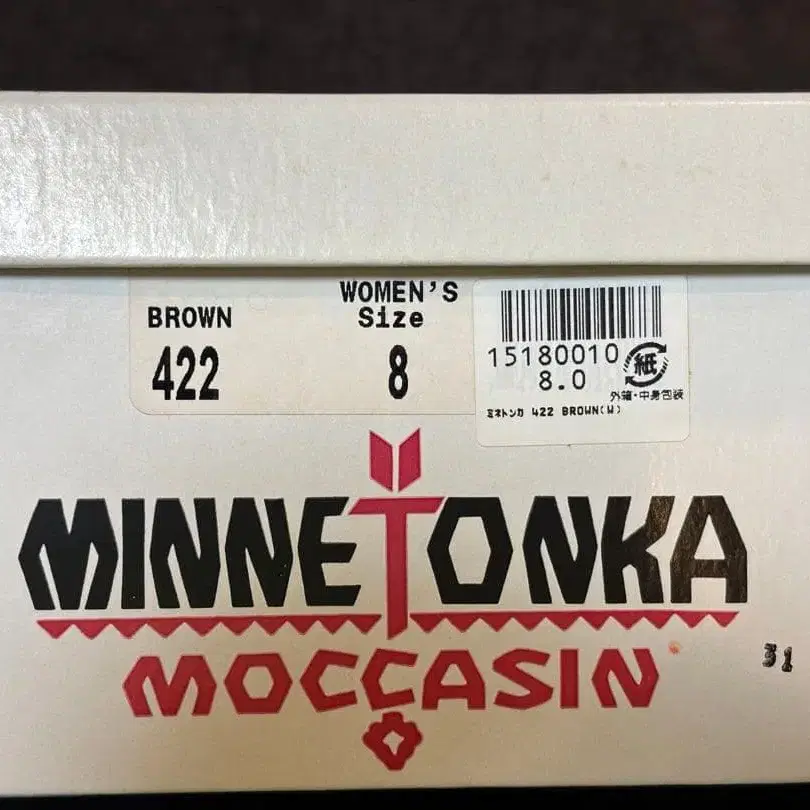 BROWN
422
WOMEN'S
Size
8
15180010
8.0
紙
外箱・中身包装
ミネトンカ 422 BROWN(W)
MINNETONKA
MOCCASIN
31